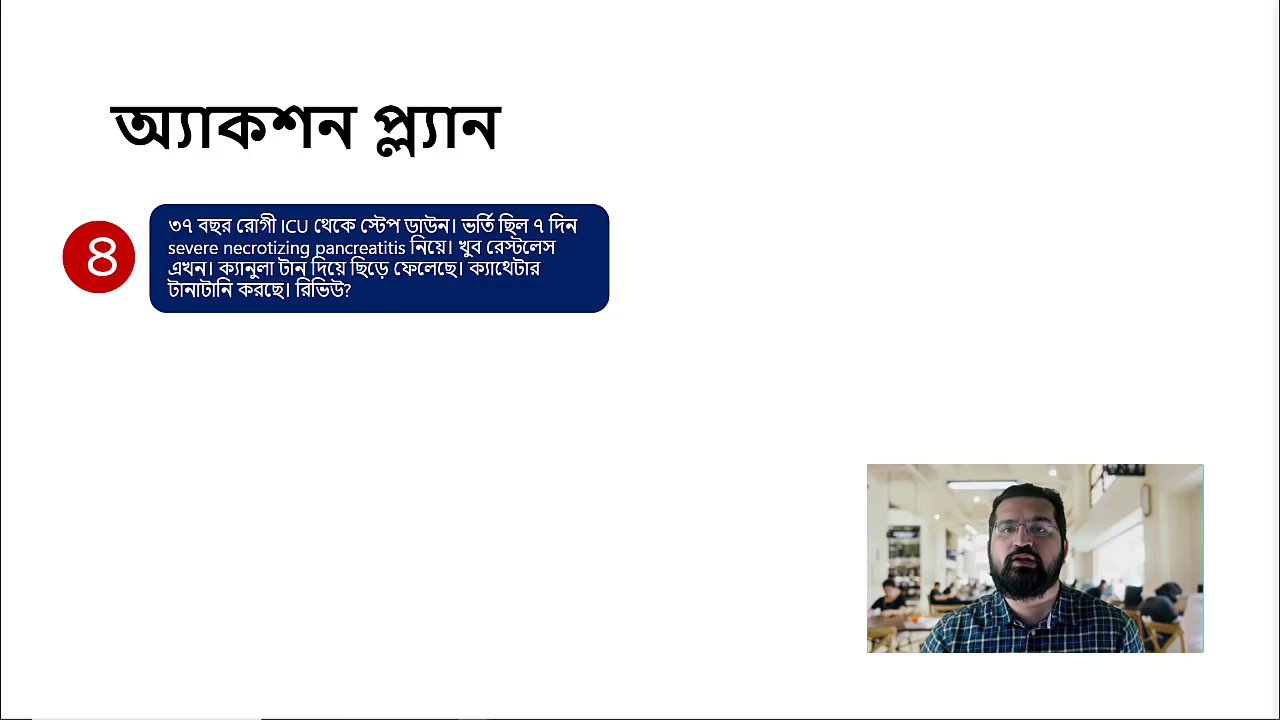 অ্যাকশন প্ল্যান
৪
৩৭ বছর রোগী ICU থেকে স্টেপ ডাউন। ভর্তি ছিল ৭ দিন
severe necrotizing pancreatitis নিয়ে। খুব রেস্টলেস
এখন। ক্যানুলা টান দিয়ে ছিড়ে ফেলেছে। ক্যাথেটার
টানাটানি করছে। রিভিউ?